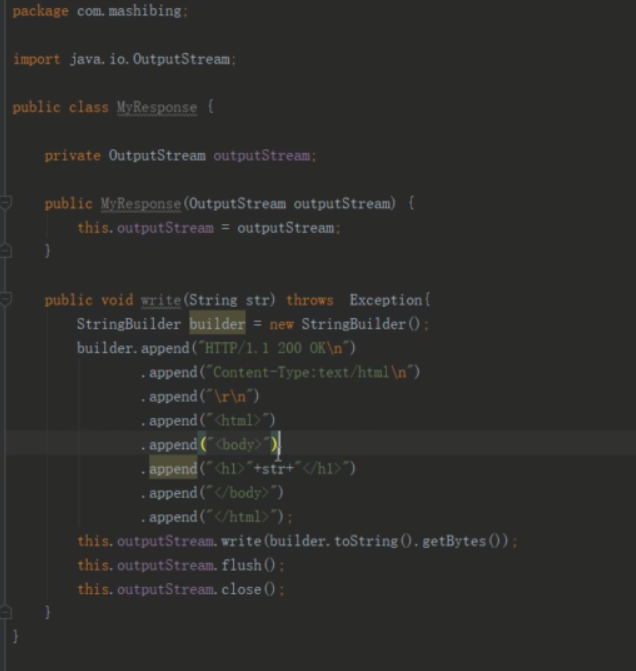 package com.mashibing;
import java.io.OutputStream;
public class MyResponse {
private OutputStream outputStream;
public MyResponse(OutputStream outputStream) {
this.outputStream = outputStream;
}
public void write(String str) throws  Exception{
StringBuilder builder = new StringBuilder();
builder.append("HTTP/1.1 200 OK\n")
.append("Content-Type:text/html\n")
.append("\r\n")
.append("<html>")
.append("<body>")
.append("<h1>"+str+"</h1>")
.append("</body>")
.append("</html>");
this.outputStream.write(builder.toString().getBytes());
this.outputStream.flush();
this.outputStream.close();
}
}